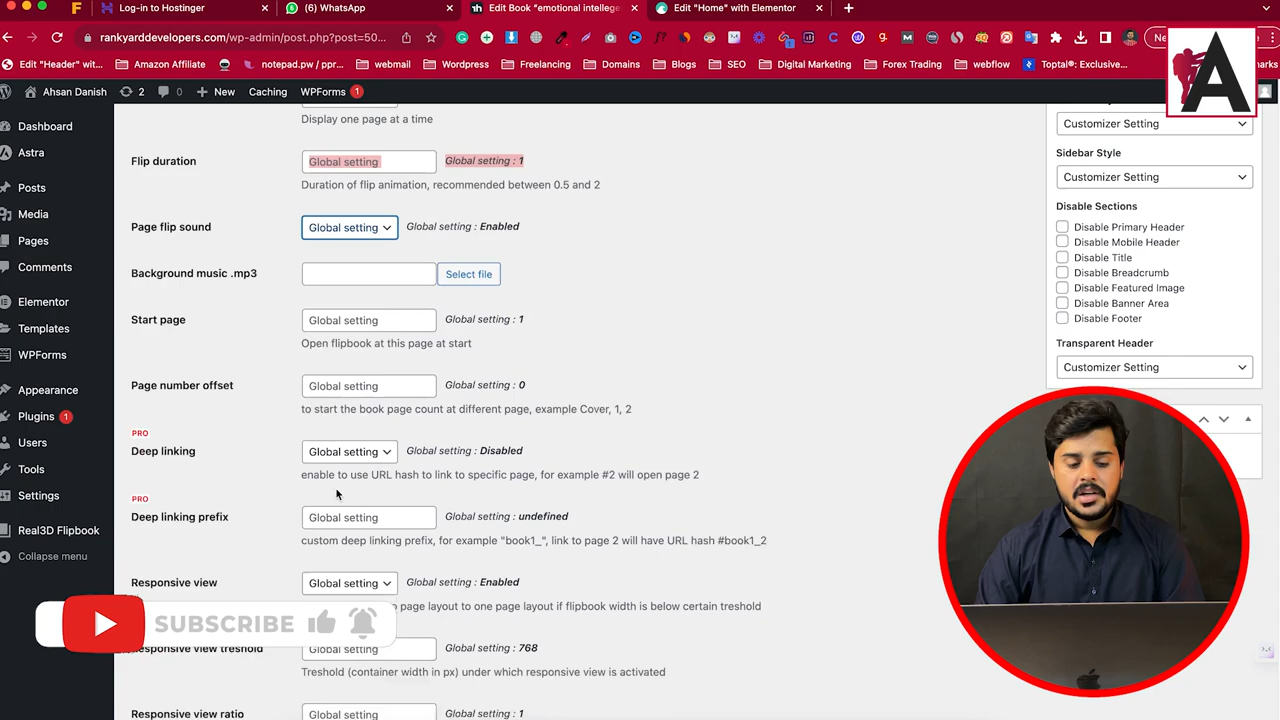 Log-in to Hostinger
(6) WhatsApp
Edit Book "emotional intellege
Edit "Home" with Elementor
rankyarddevelopers.com/wp-admin/post.php?post=50...
Edit "Header" wit...
Amazon Affiliate
notepad.pw / ppr...
webmail
Wordpress
Freelancing
Domains
Blogs
SEO
Digital Marketing
Forex Trading
webflow
Toptal®: Exclusive...
A
Ahsan Danish
2
0
New
Caching
WPForms 1
Dashboard
Astra
Posts
Media
Pages
Comments
Elementor
Templates
WPForms
Appearance
Plugins 1
Users
Tools
Settings
Real3D Flipbook
Collapse menu
Display one page at a time
Flip duration
Global setting
Global setting : 1
Duration of flip animation, recommended between 0.5 and 2
Page flip sound
Global setting
Global setting : Enabled
Background music .mp3
Select file
Start page
Global setting
Global setting : 1
Open flipbook at this page at start
Page number offset
Global setting
Global setting : 0
to start the book page count at different page, example Cover, 1, 2
PRO
Deep linking
Global setting
Global setting : Disabled
enable to use URL hash to link to specific page, for example #2 will open page 2
PRO
Deep linking prefix
Global setting
Global setting : undefined
custom deep linking prefix, for example "book1_", link to page 2 will have URL hash #book1_2
Responsive view
Global setting
Global setting : Enabled
page layout to one page layout if flipbook width is below certain treshold
SUBSCRIBE
Responsive view treshold
Global setting
Global setting : 768
Treshold (container width in px) under which responsive view is activated
Responsive view ratio
Global setting
Global setting : 1
Customizer Setting
Sidebar Style
Customizer Setting
Disable Sections
Disable Primary Header
Disable Mobile Header
Disable Title
Disable Breadcrumb
Disable Featured Image
Disable Banner Area
Disable Footer
Transparent Header
Customizer Setting